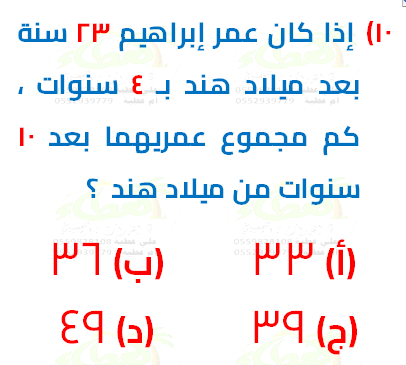 ١٠) إذا كان عمر إبراهيم ٢٣ سنة
بعد ميلاد هند بـ ٤ سنوات ،
كم مجموع عمريهما بعد ١٠
سنوات من ميلاد هند ؟
(أ) ٣٣ (ب) ٣٦
(ج) ٣٩ (د) ٤٩